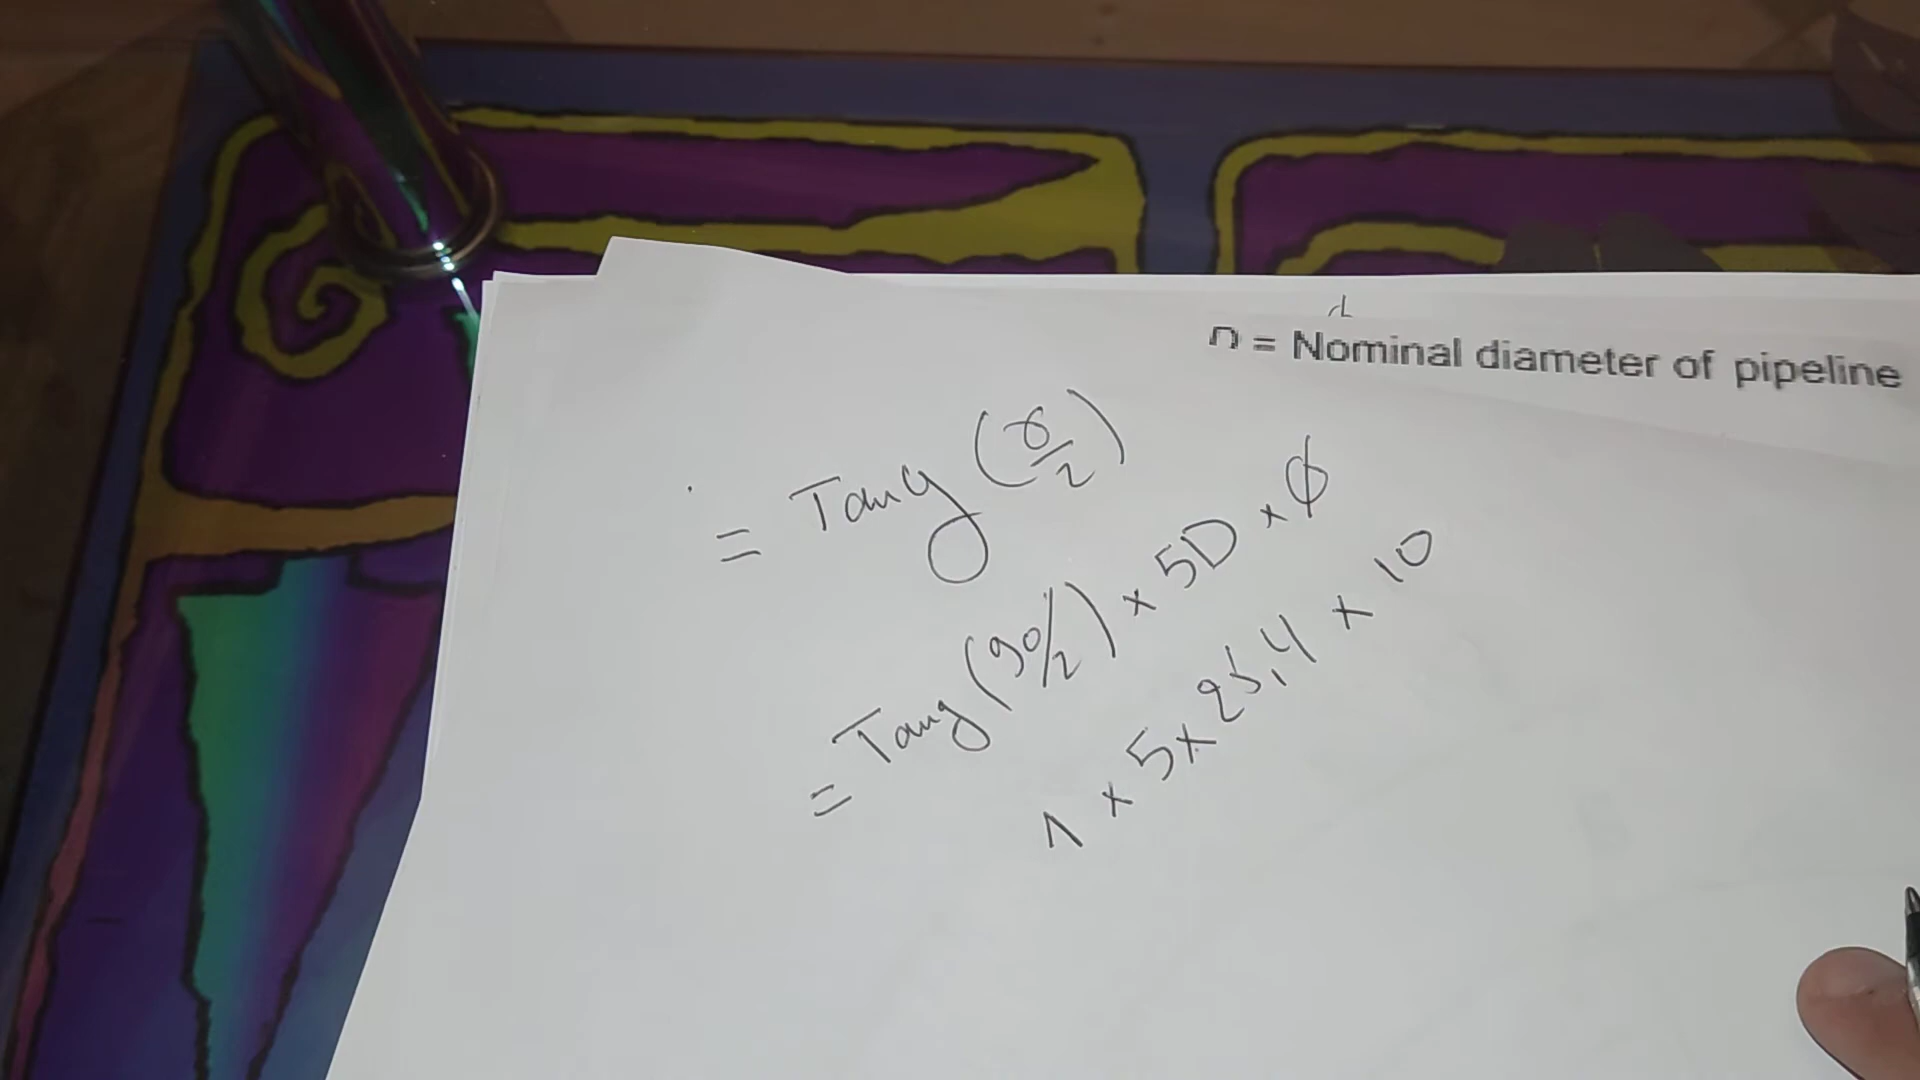 D = Nominal diameter of pipeline
= Tang (γ/2)
= Tang (90/2) × 5D × ϕ
1 × 5 × 25,4 × 10